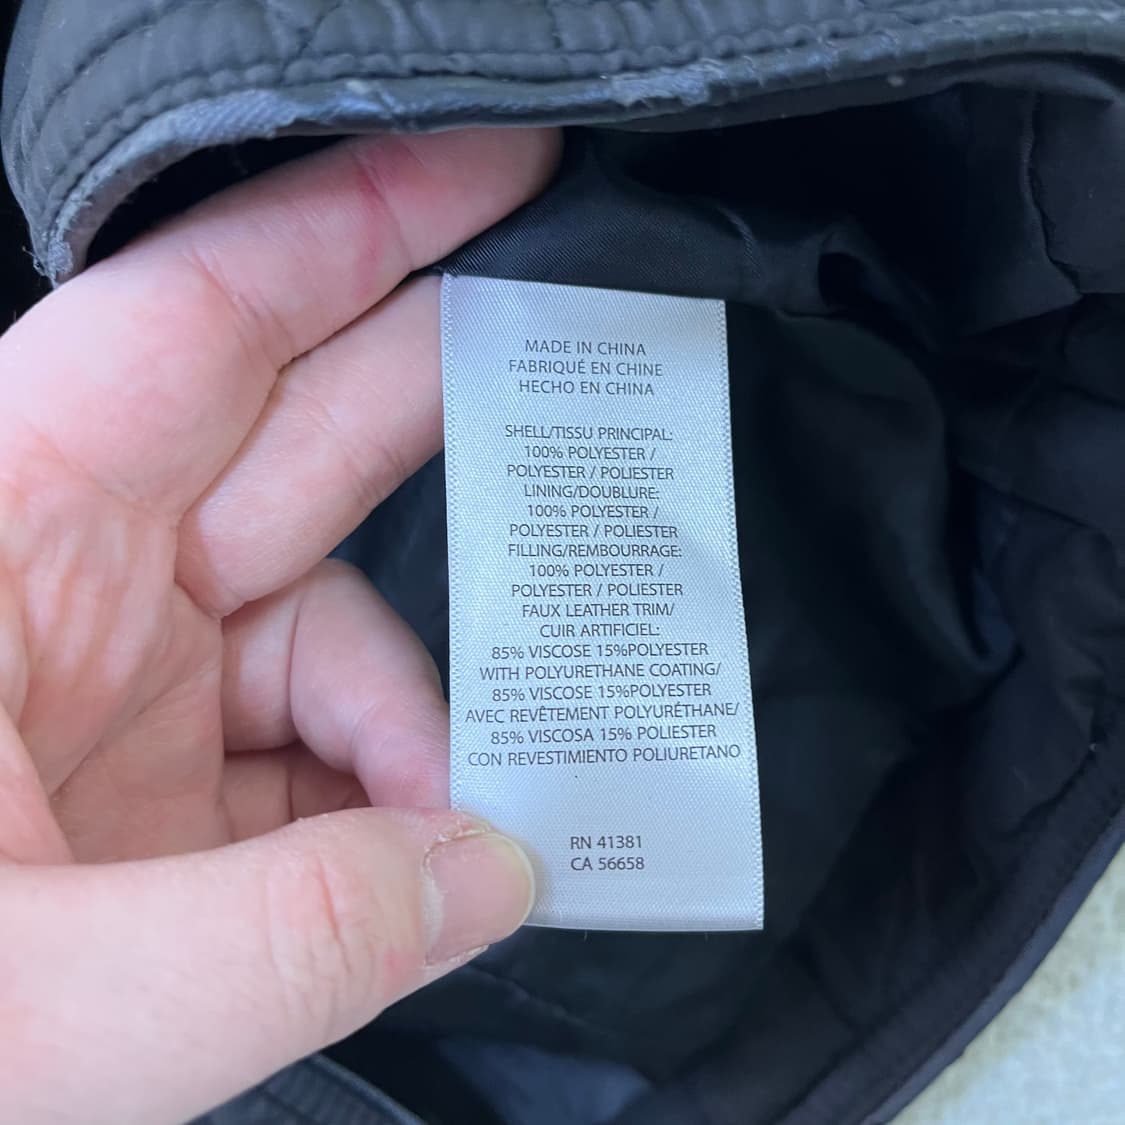 MADE IN CHINA
FABRIQUÉ EN CHINE
HECHO EN CHINA
SHELL/TISSU PRINCIPAL:
100% POLYESTER /
POLYESTER / POLIESTER
LINING/DOUBLURE:
100% POLYESTER /
POLYESTER / POLIESTER
FILLING/REMBOURRAGE:
100% POLYESTER /
POLYESTER / POLIESTER
FAUX LEATHER TRIM/
CUIR ARTIFICIEL:
85% VISCOSE 15%POLYESTER
WITH POLYURETHANE COATING/
85% VISCOSE 15%POLYESTER
AVEC REVÊTEMENT POLYURÉTHANE/
85% VISCOSA 15% POLIESTER
CON REVESTIMIENTO POLIURETANO
RN 41381
CA 56658